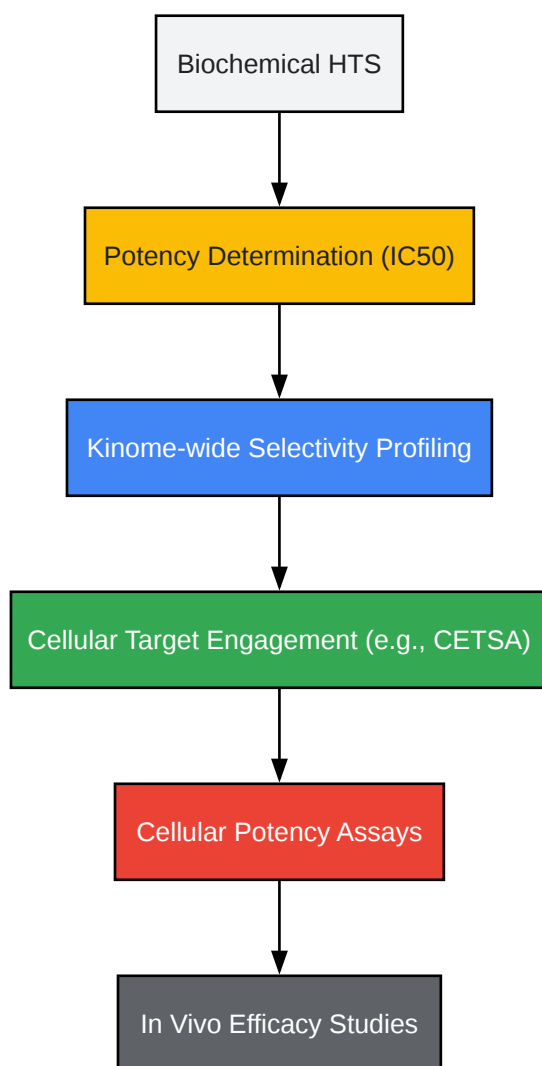 Biochemical HTS
Potency Determination (IC50)
Kinome-wide Selectivity Profiling
Cellular Target Engagement (e.g., CETSA)
Cellular Potency Assays
In Vivo Efficacy Studies